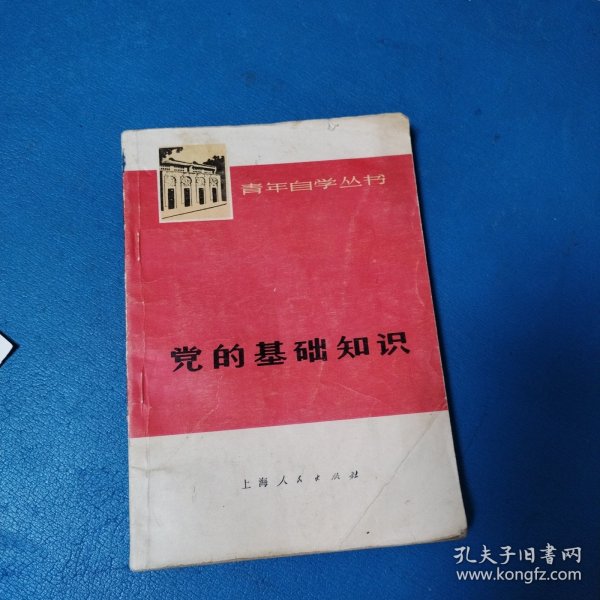 青年自学丛书
党的基础知识
上海人民出版社
孔夫子旧书网
www.kongfz.com